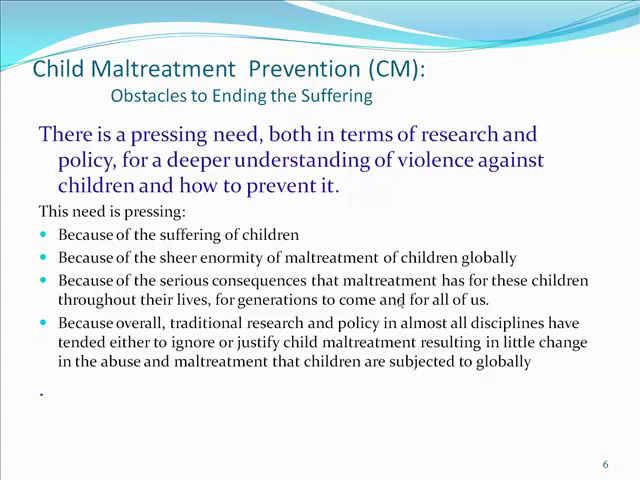 Child Maltreatment Prevention (CM):
Obstacles to Ending the Suffering
There is a pressing need, both in terms of research and
policy, for a deeper understanding of violence against
children and how to prevent it.
This need is pressing:
• Because of the suffering of children
• Because of the sheer enormity of maltreatment of children globally
• Because of the serious consequences that maltreatment has for these children
throughout their lives, for generations to come and for all of us.
• Because overall, traditional research and policy in almost all disciplines have
tended either to ignore or justify child maltreatment resulting in little change
in the abuse and maltreatment that children are subjected to globally
.
6